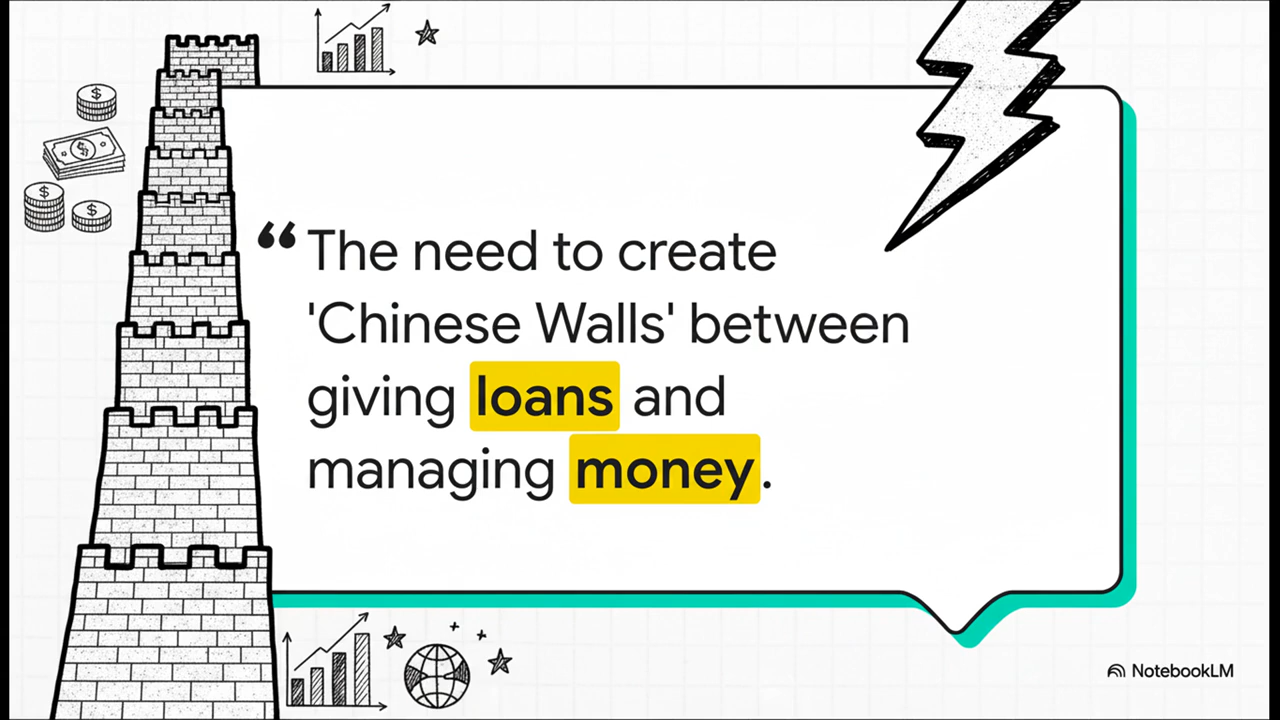 “The need to create
'Chinese Walls' between
giving loans and
managing money.
NotebookLM